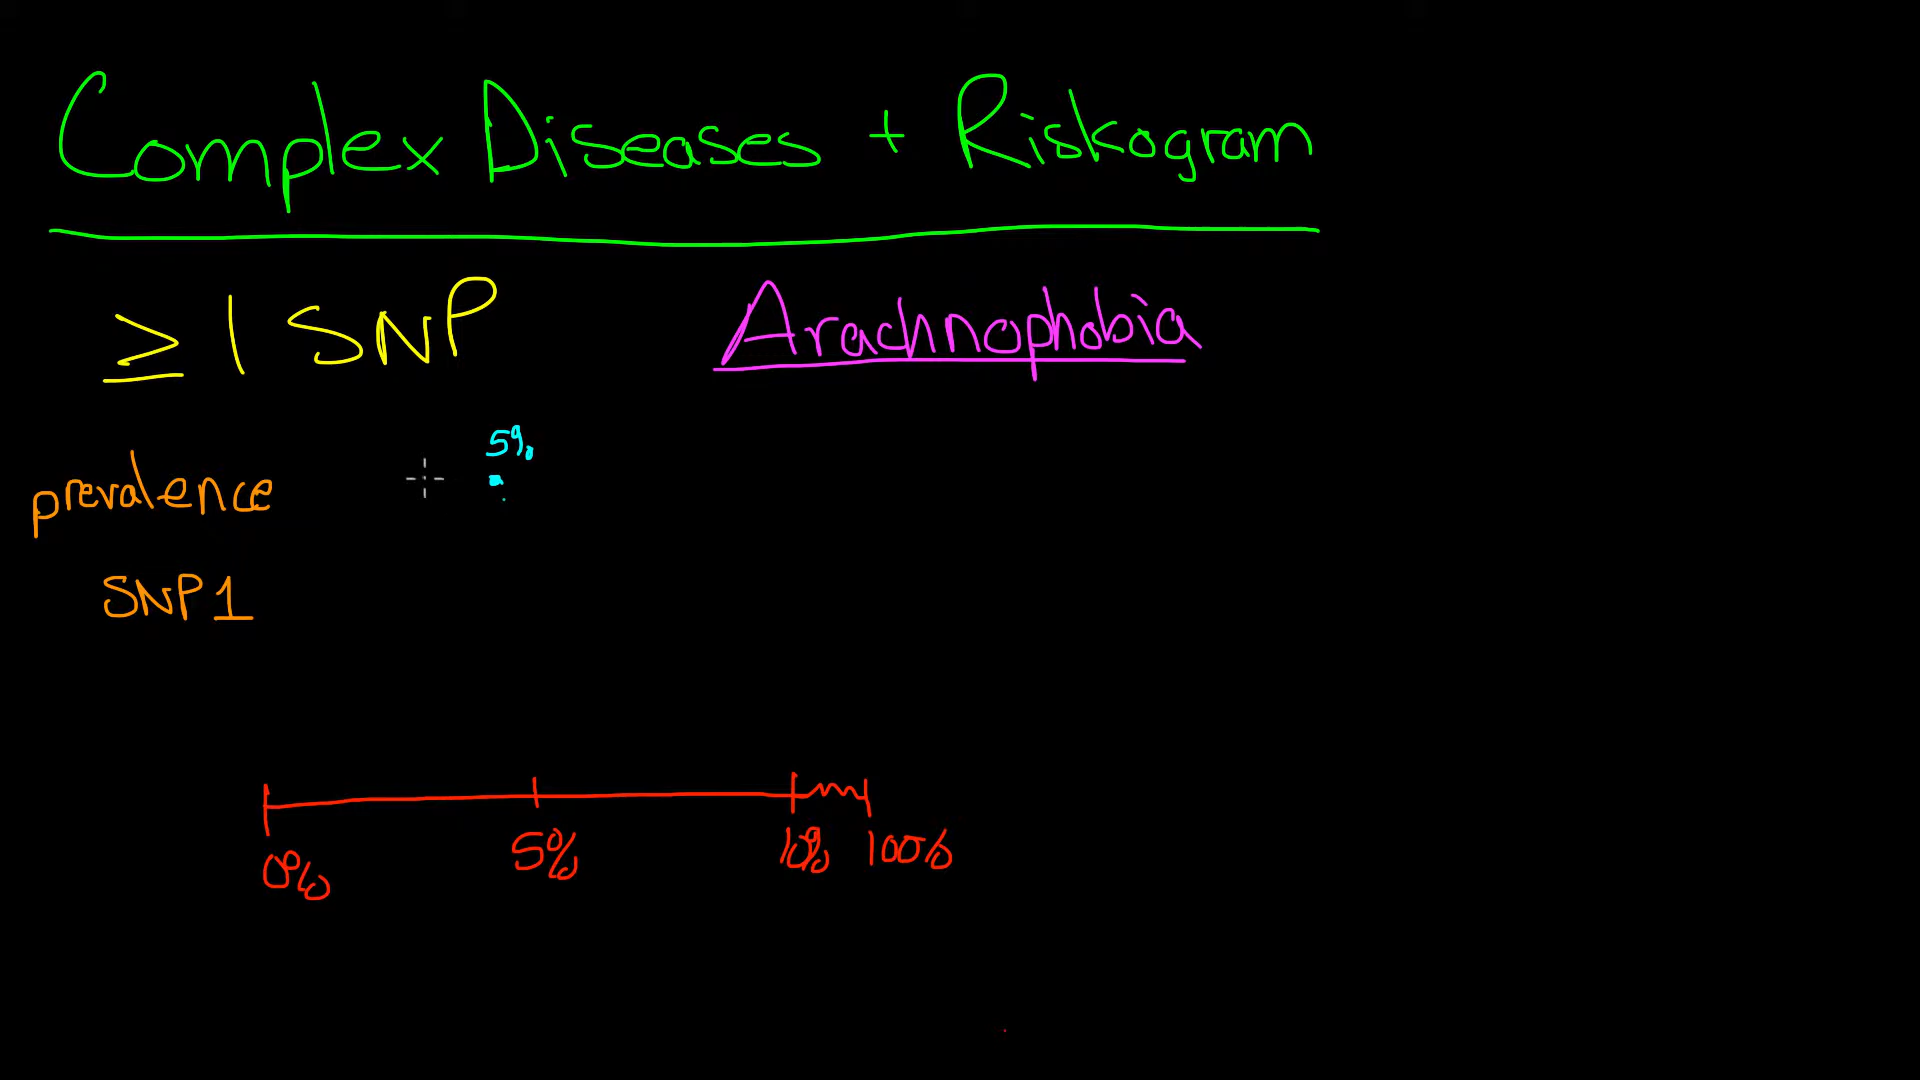 Complex Diseases + Riskogram
≥ 1 SNP
Arachnophobia
5%
prevalence
SNP1
0% 5% 10% 100%